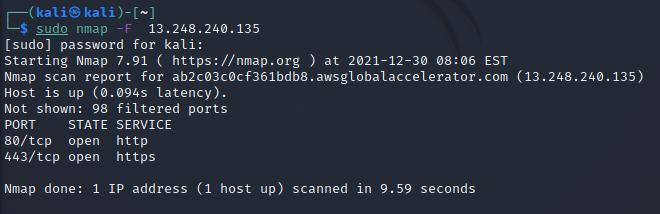 ┌──(kali㉿kali)-[~]
└─$ sudo nmap -F  13.248.240.135
[sudo] password for kali:
Starting Nmap 7.91 ( https://nmap.org ) at 2021-12-30 08:06 EST
Nmap scan report for ab2c03c0cf361bdb8.awsglobalaccelerator.com (13.248.240.135)
Host is up (0.094s latency).
Not shown: 98 filtered ports
PORT    STATE SERVICE
80/tcp  open  http
443/tcp open  https
Nmap done: 1 IP address (1 host up) scanned in 9.59 seconds